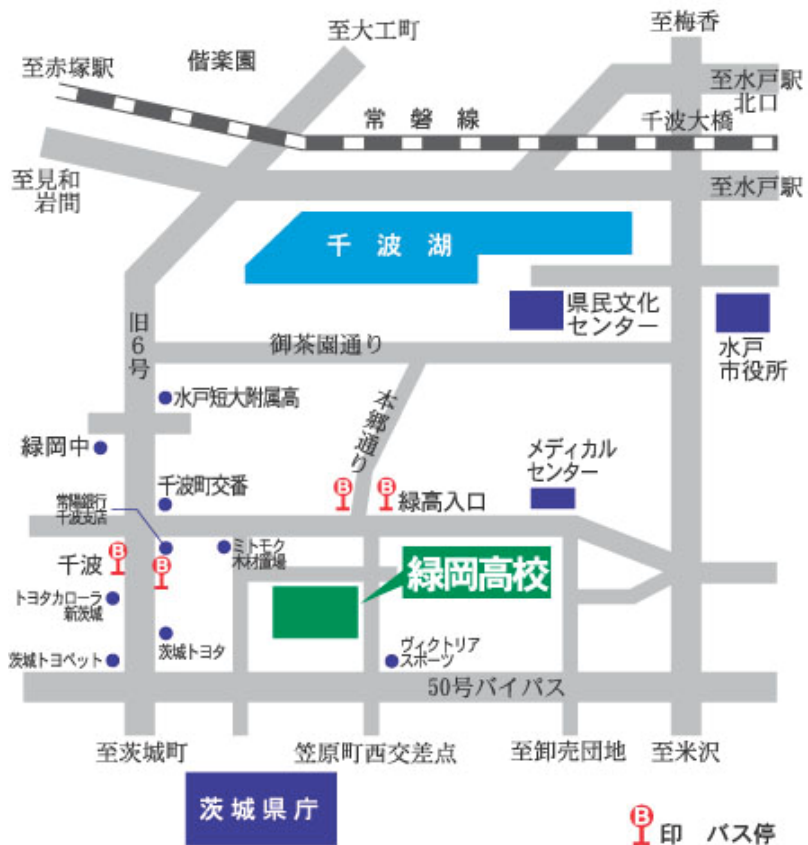 至梅香
至大工町
偕楽園
至赤塚駅
至水戸駅
北口
常磐線
千波大橋
至見和
岩間
至水戸駅
千波湖
県民文化
センター
旧6号
御茶園通り
水戸
市役所
水戸短大附属高
本郷通り
緑岡中
メディカル
センター
千波町交番
常陽銀行
千波支店
B
B
緑高入口
千波
B
B
ミトモク
木材置場
緑岡高校
トヨタカローラ
新茨城
茨城トヨタ
ヴィクトリア
スポーツ
茨城トヨペット
50号バイパス
至茨城町
笠原町西交差点
至卸売団地
至米沢
茨城県庁
B
印 バス停